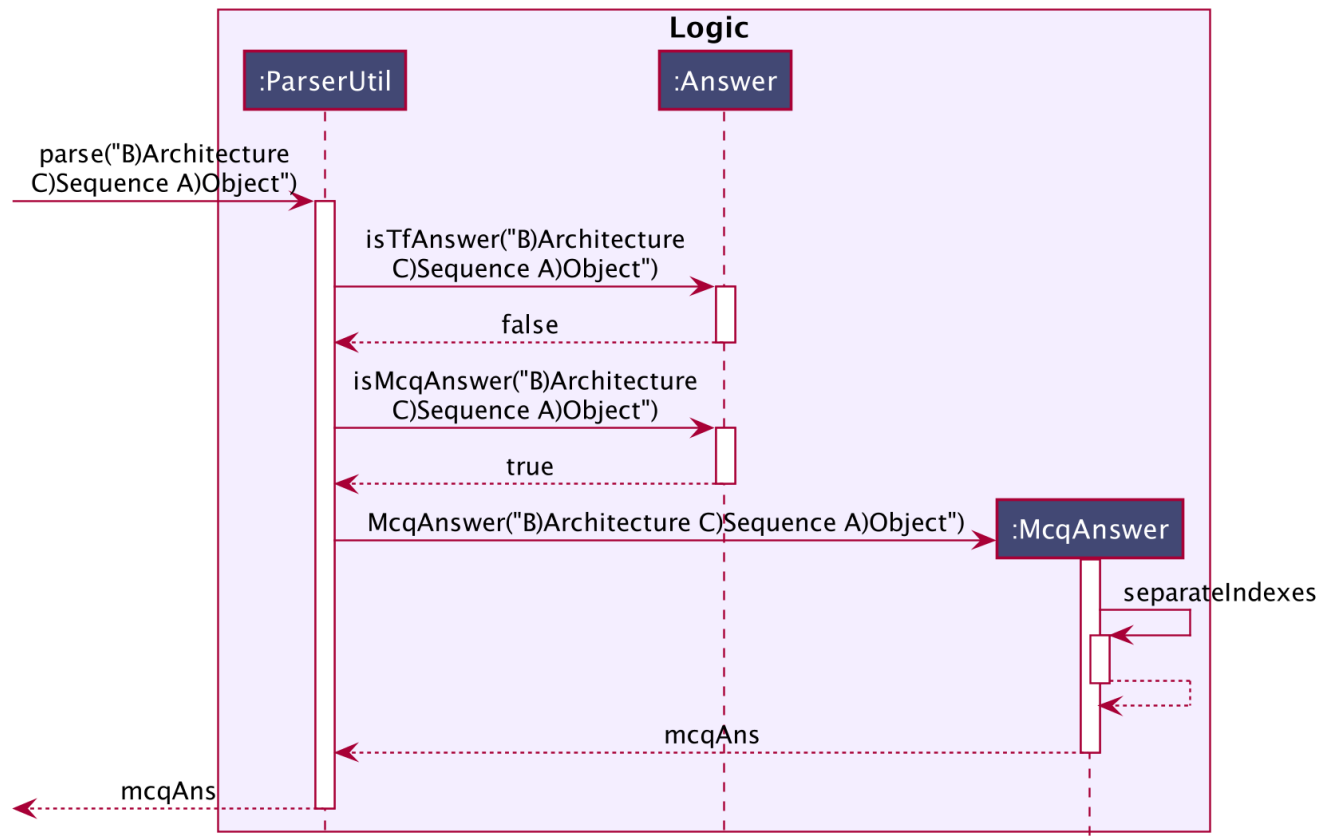 Logic
:ParserUtil
:Answer
parse("B)Architecture
C)Sequence A)Object")
isTfAnswer("B)Architecture
C)Sequence A)Object")
false
isMcqAnswer("B)Architecture
C)Sequence A)Object")
true
McqAnswer("B)Architecture C)Sequence A)Object")
:McqAnswer
separateIndexes
mcqAns
mcqAns